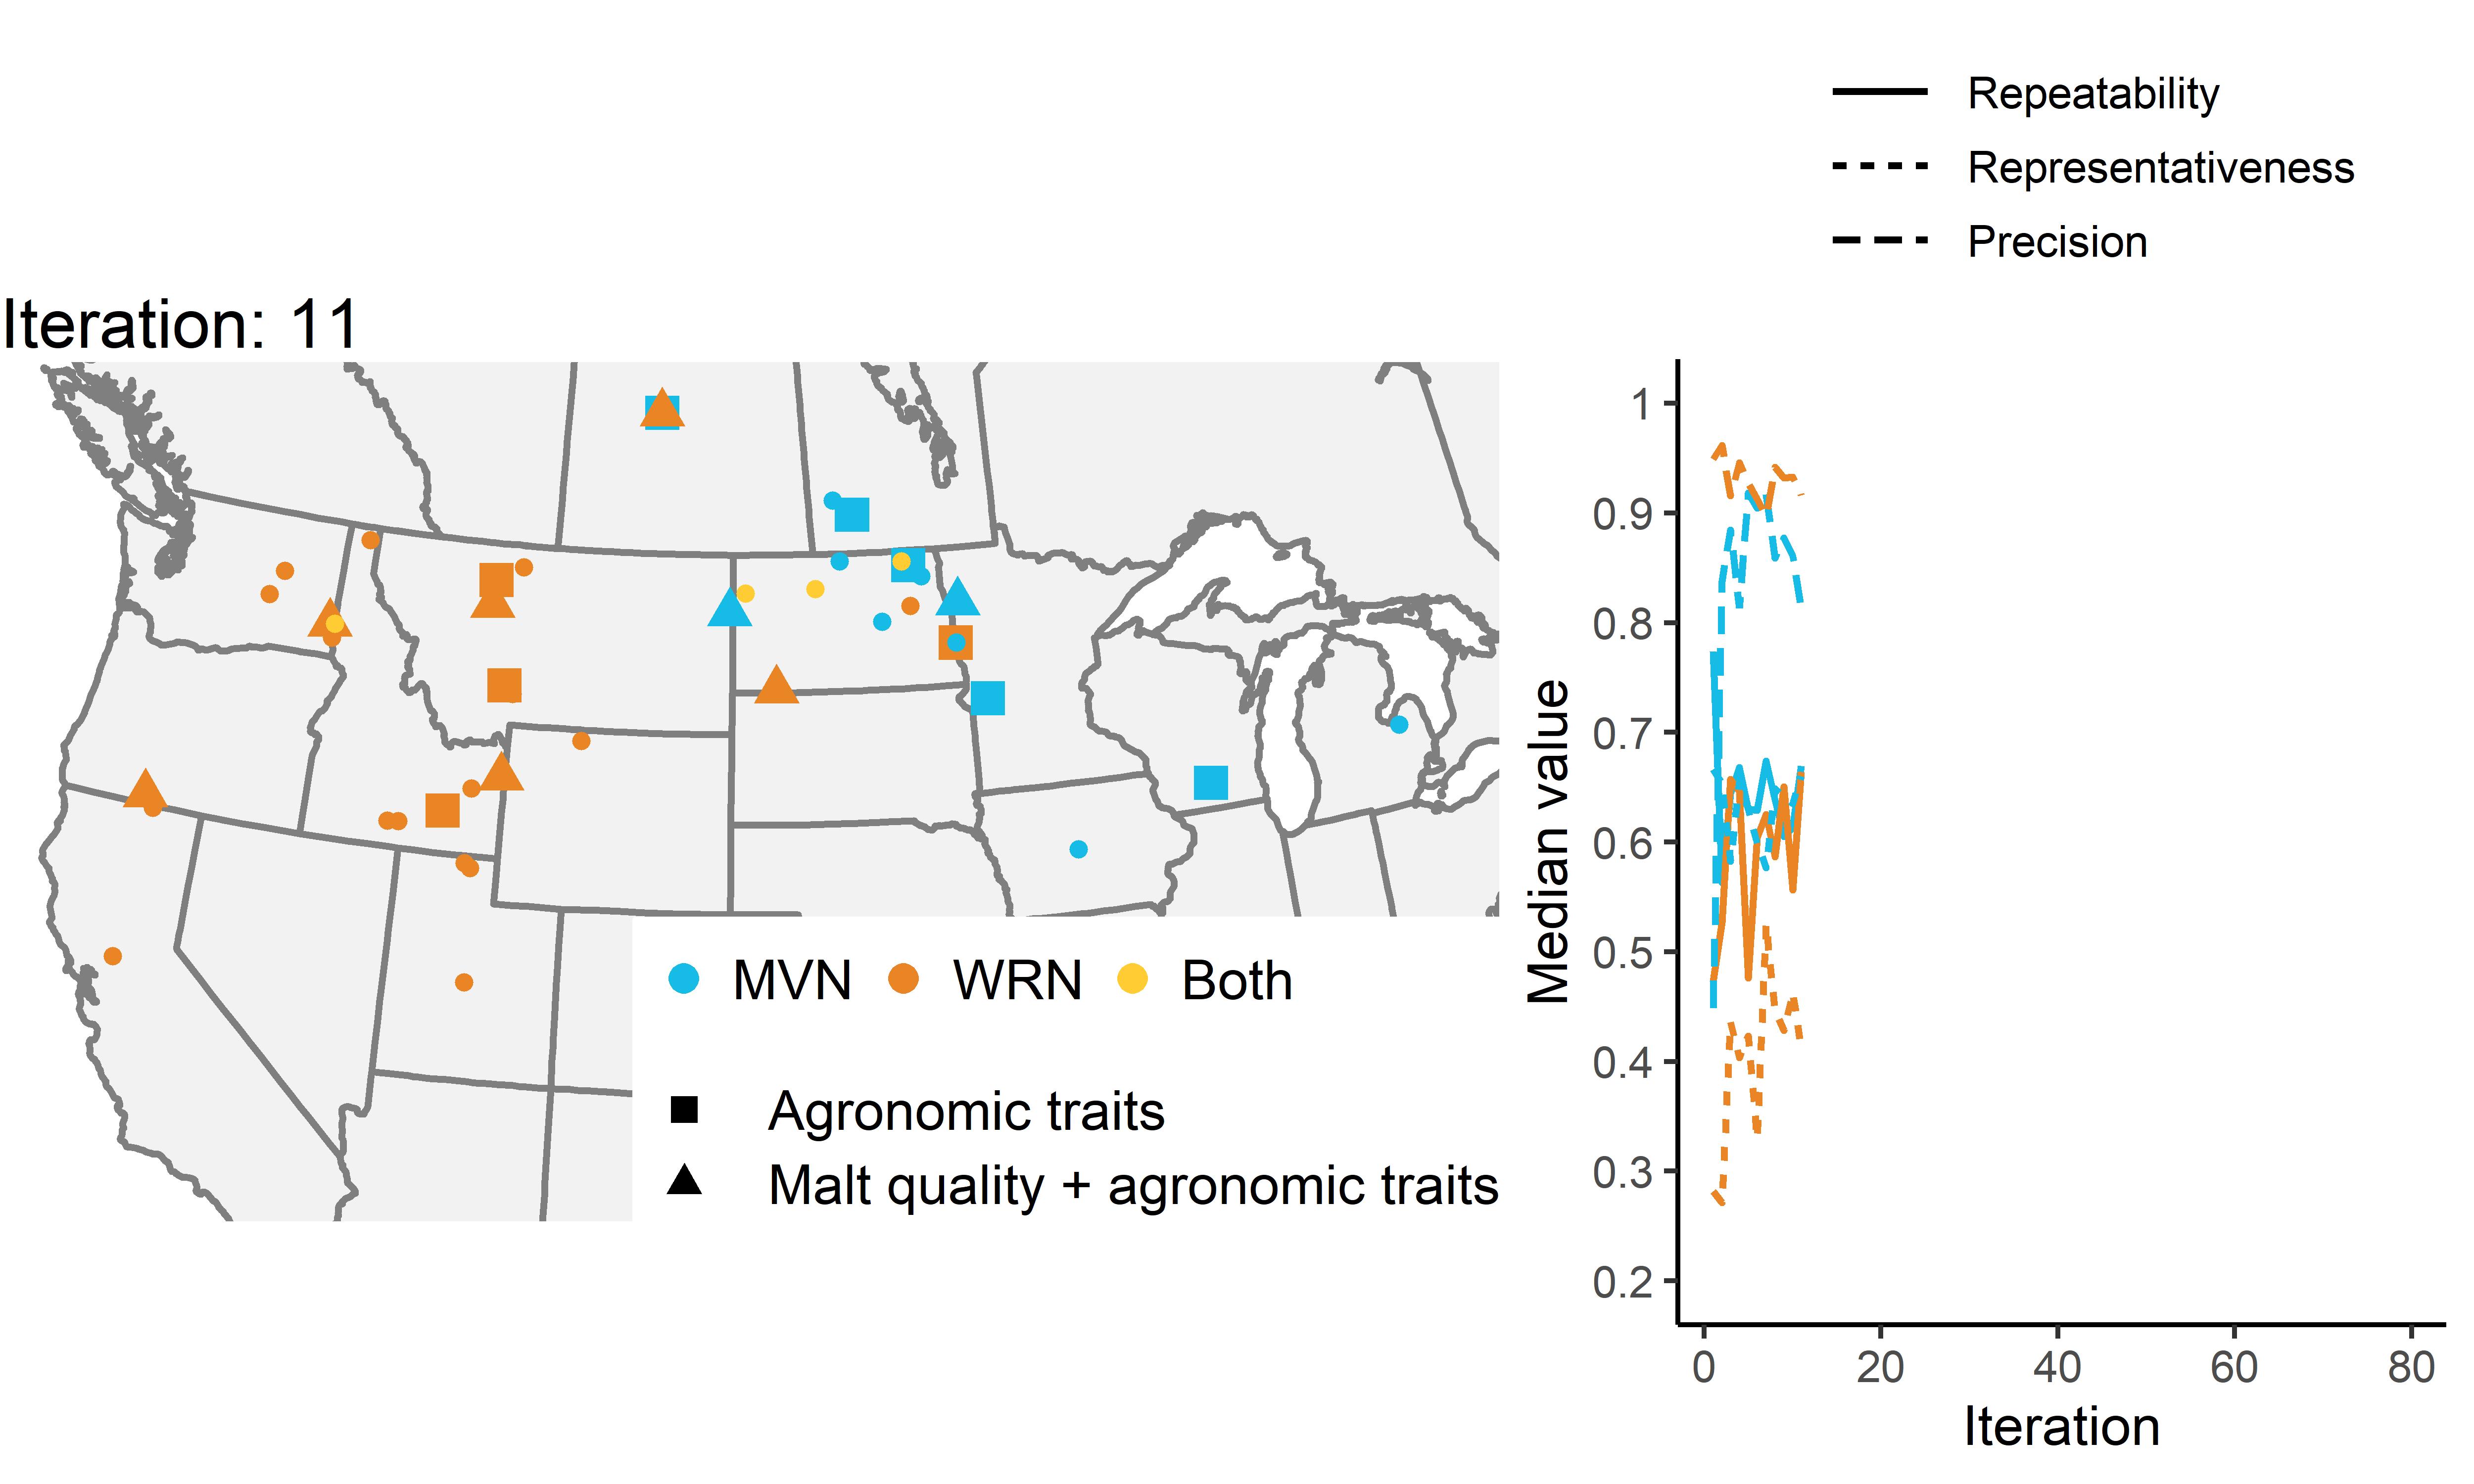 Repeatability
Representativeness
Precision
Iteration: 11
MVN WRN Both
Agronomic traits
Malt quality + agronomic traits
Median value
1
0.9
0.8
0.7
0.6
0.5
0.4
0.3
0.2
0 20 40 60 80
Iteration